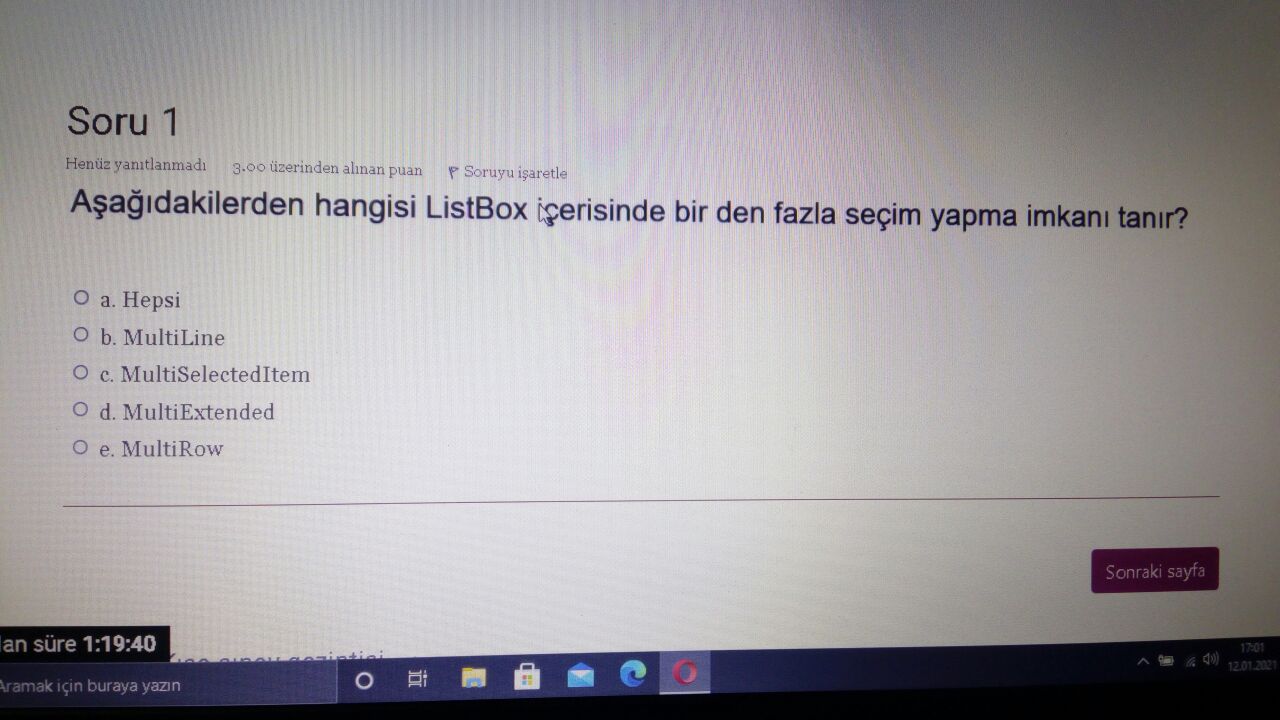 Soru 1
Henüz yanıtlanmadı 3.00 üzerinden alınan puan Soruyu işaretle
Aşağıdakilerden hangisi ListBox içerisinde bir den fazla seçim yapma imkanı tanır?
a. Hepsi
b. MultiLine
c. MultiSelectedItem
d. MultiExtended
e. MultiRow
Sonraki sayfa
lan süre 1:19:40
Aramak için buraya yazın
17:01
12.01.2021